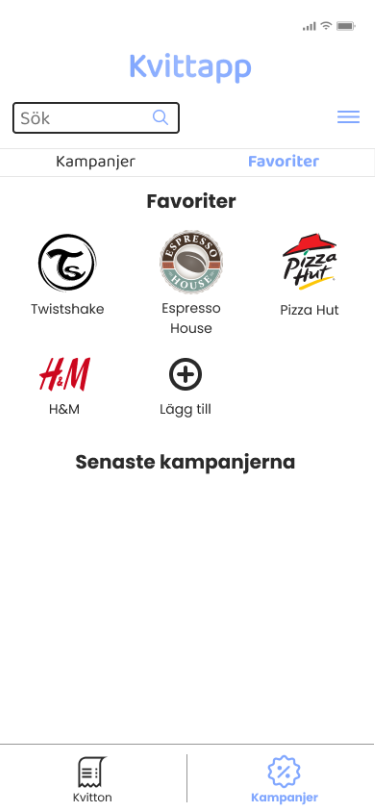 Kvittapp
Sök
Kampanjer Favoriter
Favoriter
TS
ESPRESSO
HOUSE
Pizza
Hut
Twistshake
Espresso
House
Pizza Hut
H&M
H&M
Lägg till
Senaste kampanjerna
Kvitton
Kampanjer